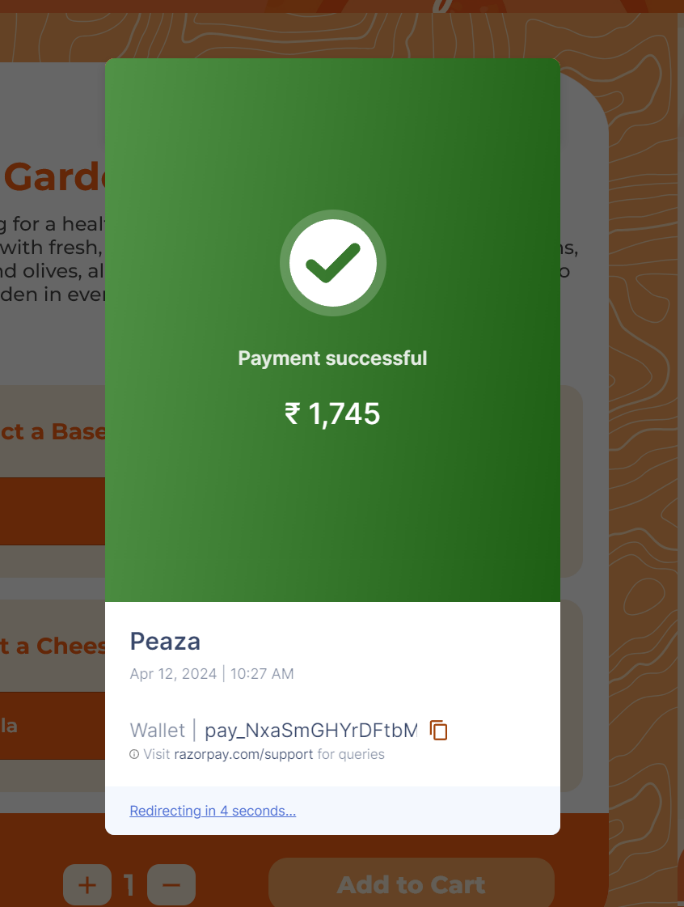 Garde
g for a heal
with fresh,
ns,
nd olives, al
o
den in ever
Payment successful
₹ 1,745
ct a Base
t a Chees
la
Peaza
Apr 12, 2024 | 10:27 AM
Wallet | pay_NxaSmGHYrDFtbM
Visit razorpay.com/support for queries
Redirecting in 4 seconds...
+ 1 −
Add to Cart